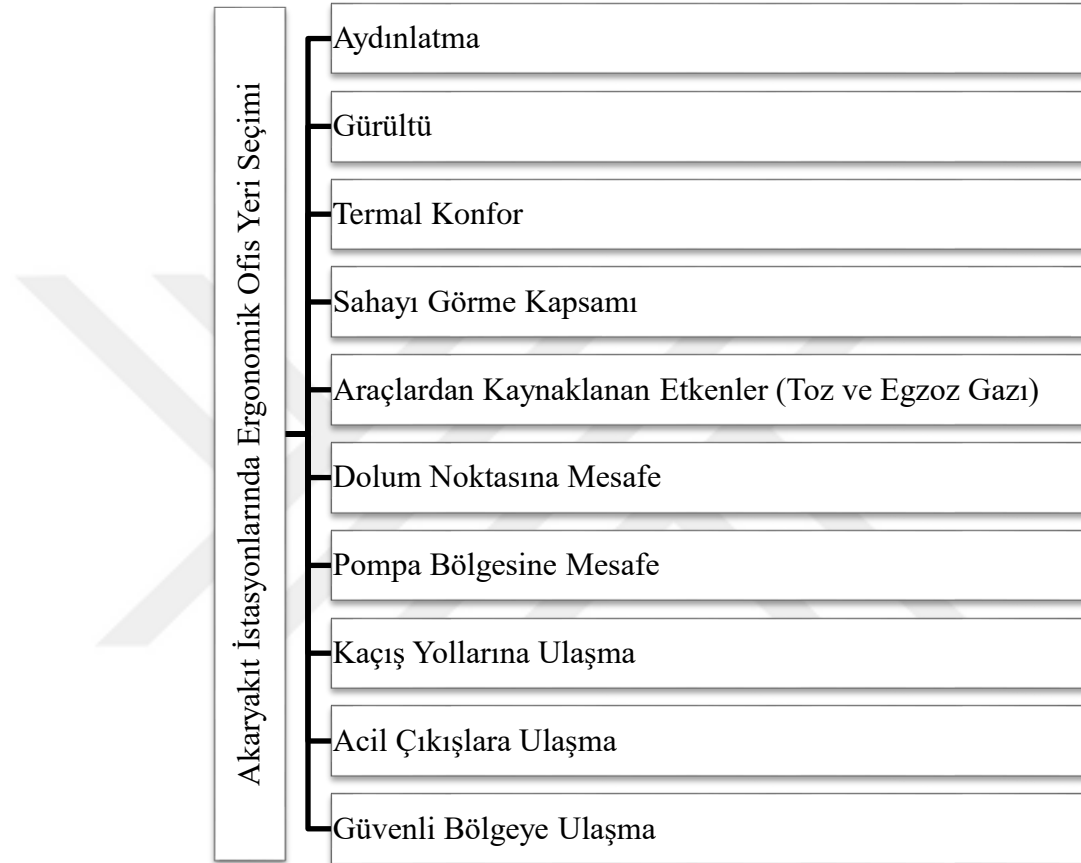 Akaryakıt İstasyonlarında Ergonomik Ofis Yeri Seçimi
Aydınlatma
Gürültü
Termal Konfor
Sahayı Görme Kapsamı
Araçlardan Kaynaklanan Etkenler (Toz ve Egzoz Gazı)
Dolum Noktasına Mesafe
Pompa Bölgesine Mesafe
Kaçış Yollarına Ulaşma
Acil Çıkışlara Ulaşma
Güvenli Bölgeye Ulaşma